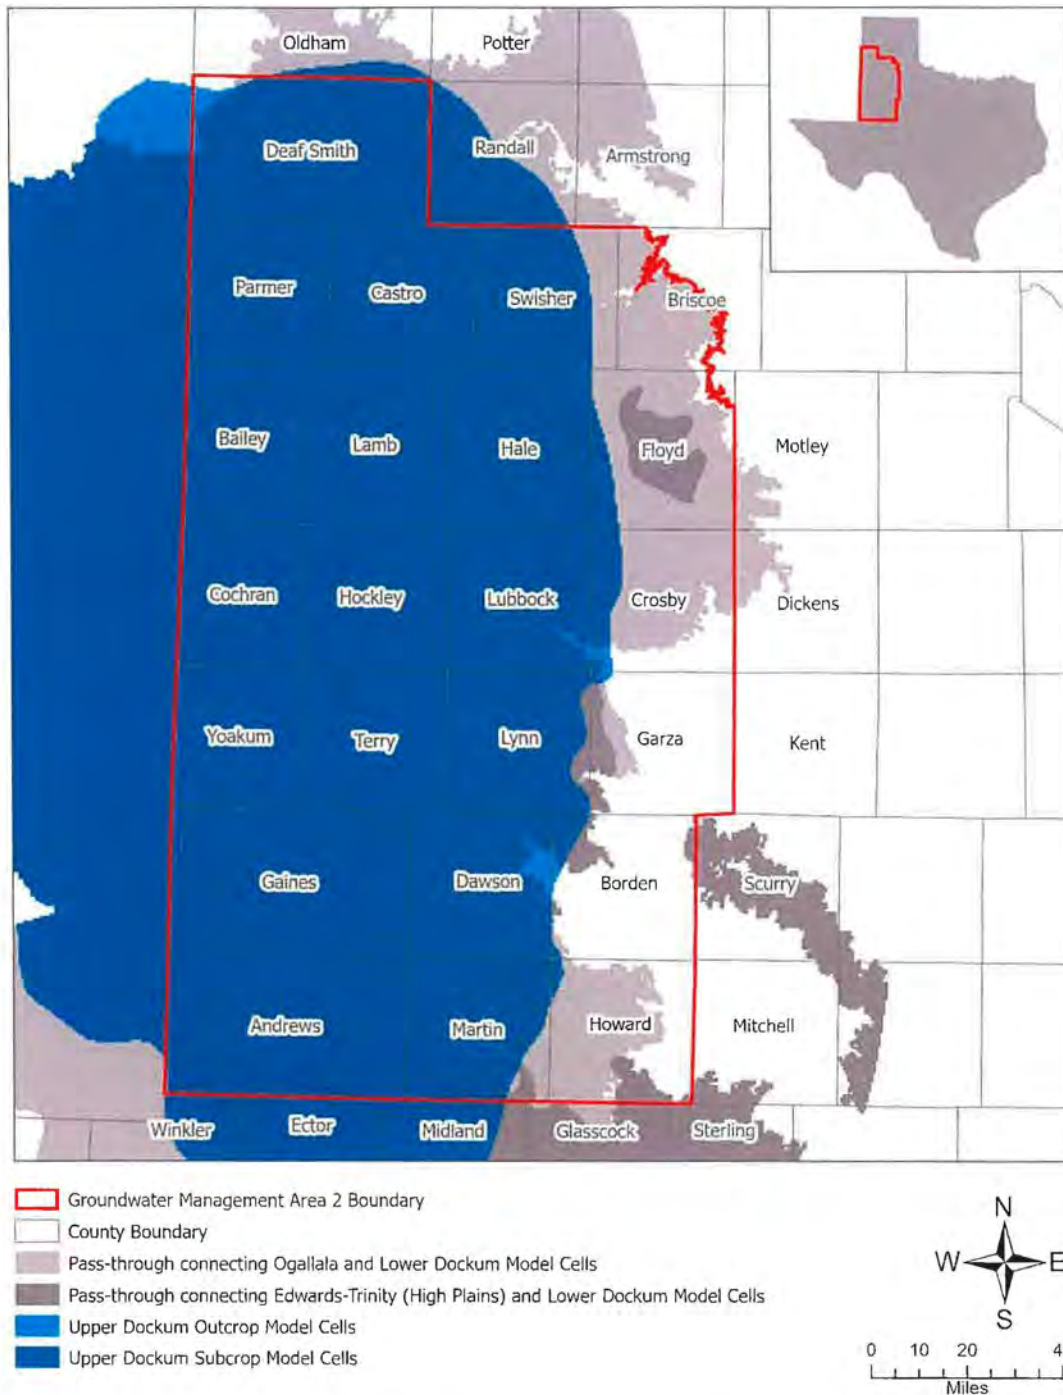 Oldham Potter
Deaf Smith Randall Armstrong
Parmer Castro Swisher Briscoe
Bailey Lamb Hale Floyd Motley
Cochran Hockley Lubbock Crosby Dickens
Yoakum Terry Lynn Garza Kent
Gaines Dawson Borden Scurry
Andrews Martin Howard Mitchell
Winkler Ector Midland Glasscock Sterling
Groundwater Management Area 2 Boundary
County Boundary
Pass-through connecting Ogallala and Lower Dockum Model Cells
Pass-through connecting Edwards-Trinity (High Plains) and Lower Dockum Model Cells
Upper Dockum Outcrop Model Cells
Upper Dockum Subcrop Model Cells
N
W E
S
0 10 20 4
Miles